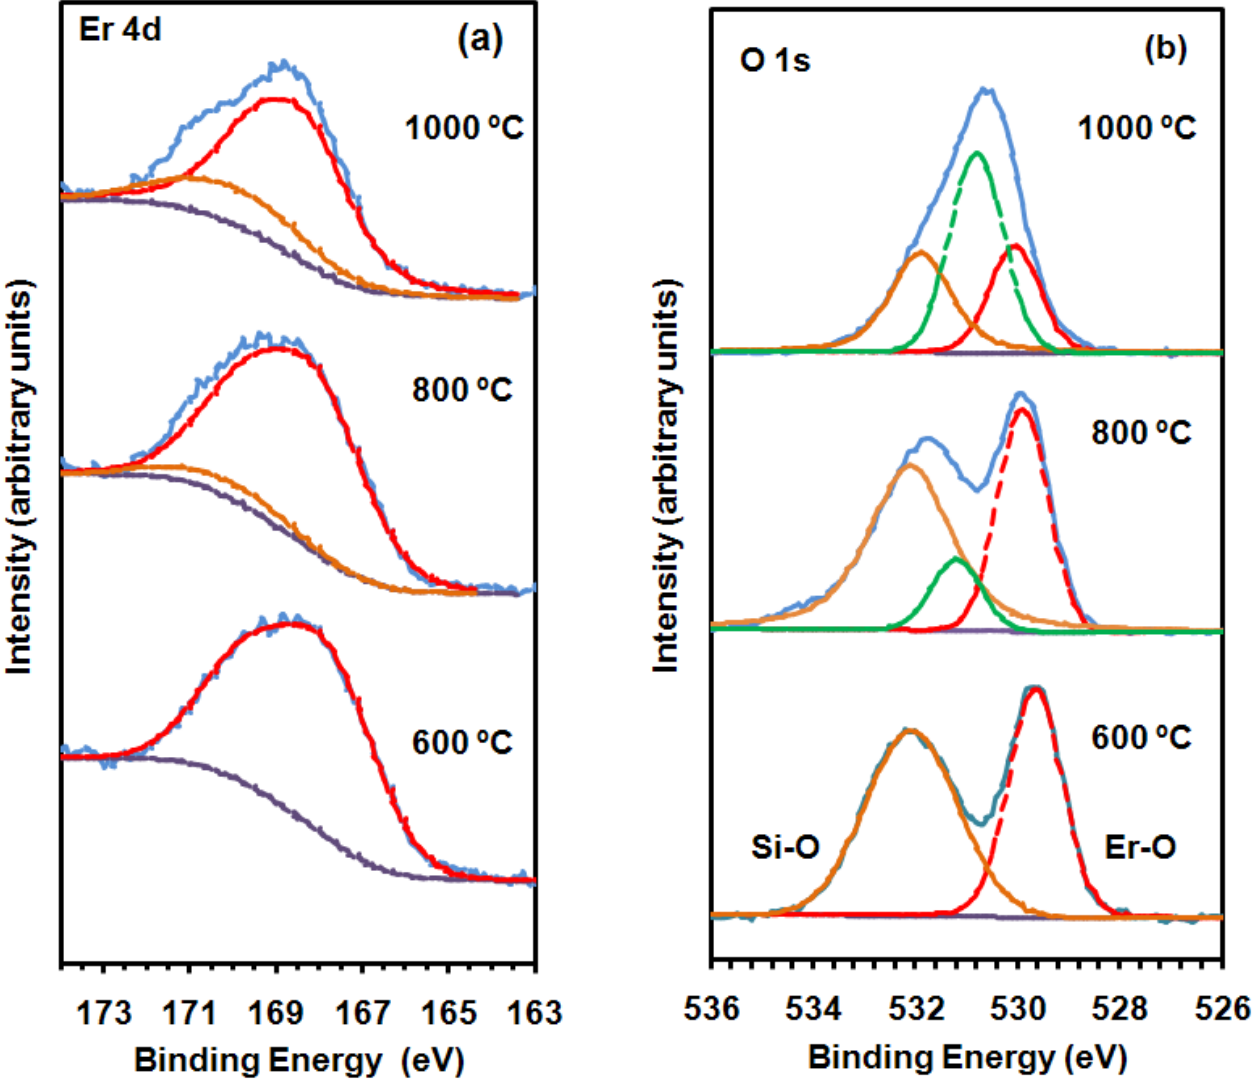 Er 4d
(a)
1000 ºC
800 ºC
600 ºC
Intensity (arbitrary units)
173 171 169 167 165 163
Binding Energy (eV)
O 1s
(b)
1000 ºC
800 ºC
600 ºC
Si-O
Er-O
Intensity (arbitrary units)
536 534 532 530 528 526
Binding Energy (eV)